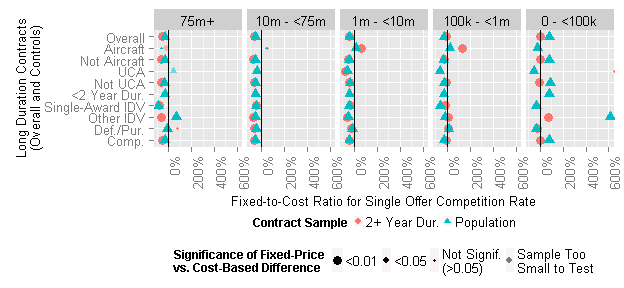 75m+ 10m - <75m 1m - <10m 100k - <1m 0 - <100k
Long Duration Contracts
(Overall and Controls)
Overall
Aircraft
Not Aircraft
UCA
Not UCA
<2 Year Dur.
Single-Award IDV
Other IDV
Def./Pur.
Comp.
0% 200% 400% 600% 0% 200% 400% 600% 0% 200% 400% 600% 0% 200% 400% 600% 0% 200% 400% 600%
Fixed-to-Cost Ratio for Single Offer Competition Rate
Contract Sample 2+ Year Dur. Population
Significance of Fixed-Price
vs. Cost-Based Difference
<0.01 <0.05
Not Signif.
(>0.05)
Sample Too
Small to Test